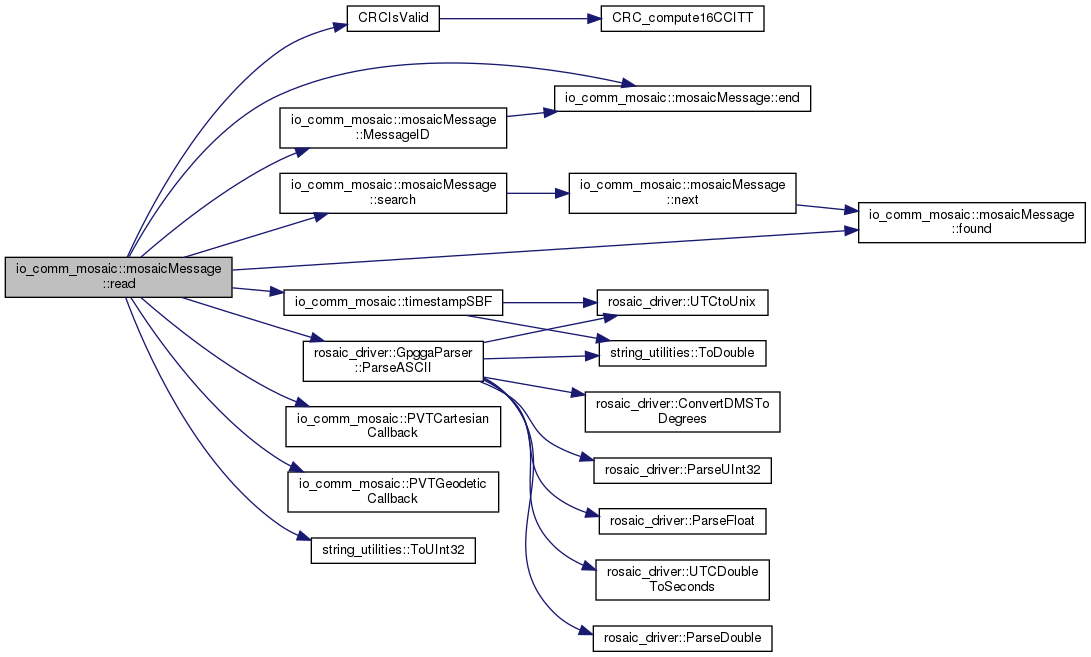 CRCIsValid
CRC_compute16CCITT
io_comm_mosaic::mosaicMessage::end
io_comm_mosaic::mosaicMessage
::MessageID
io_comm_mosaic::mosaicMessage
::search
io_comm_mosaic::mosaicMessage
::next
io_comm_mosaic::mosaicMessage
::found
io_comm_mosaic::mosaicMessage
::read
io_comm_mosaic::timestampSBF
rosaic_driver::UTCtoUnix
rosaic_driver::GpggaParser
::ParseASCII
string_utilities::ToDouble
rosaic_driver::ConvertDMSTo
Degrees
io_comm_mosaic::PVTCartesian
Callback
rosaic_driver::ParseUInt32
io_comm_mosaic::PVTGeodetic
Callback
rosaic_driver::ParseFloat
string_utilities::ToUInt32
rosaic_driver::UTCDouble
ToSeconds
rosaic_driver::ParseDouble